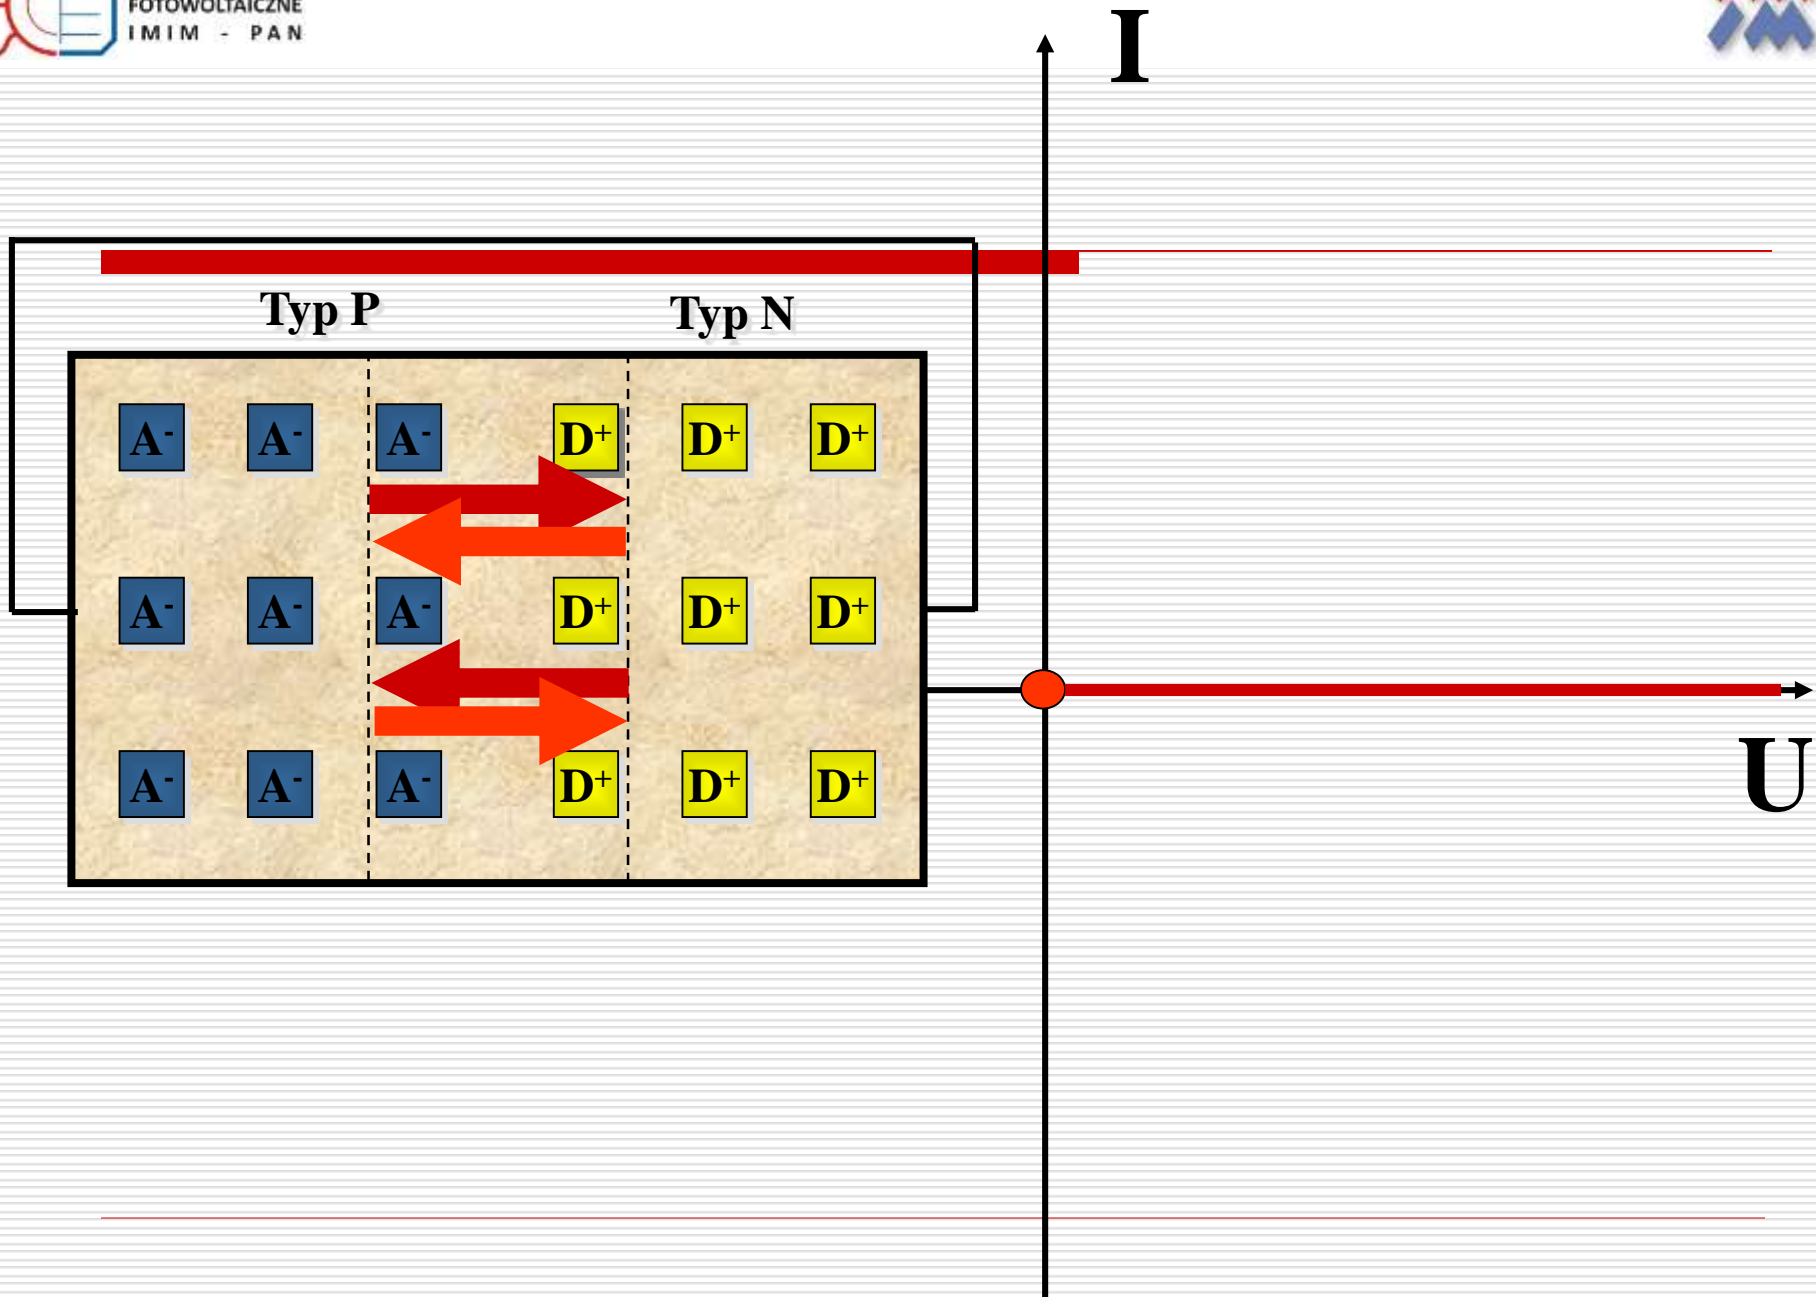 FOTOWOLTAICZNE
IMIM - PAN
I
Typ P Typ N
A- A- A- D+ D+ D+
A- A- A- D+ D+ D+
U
A- A- A- D+ D+ D+